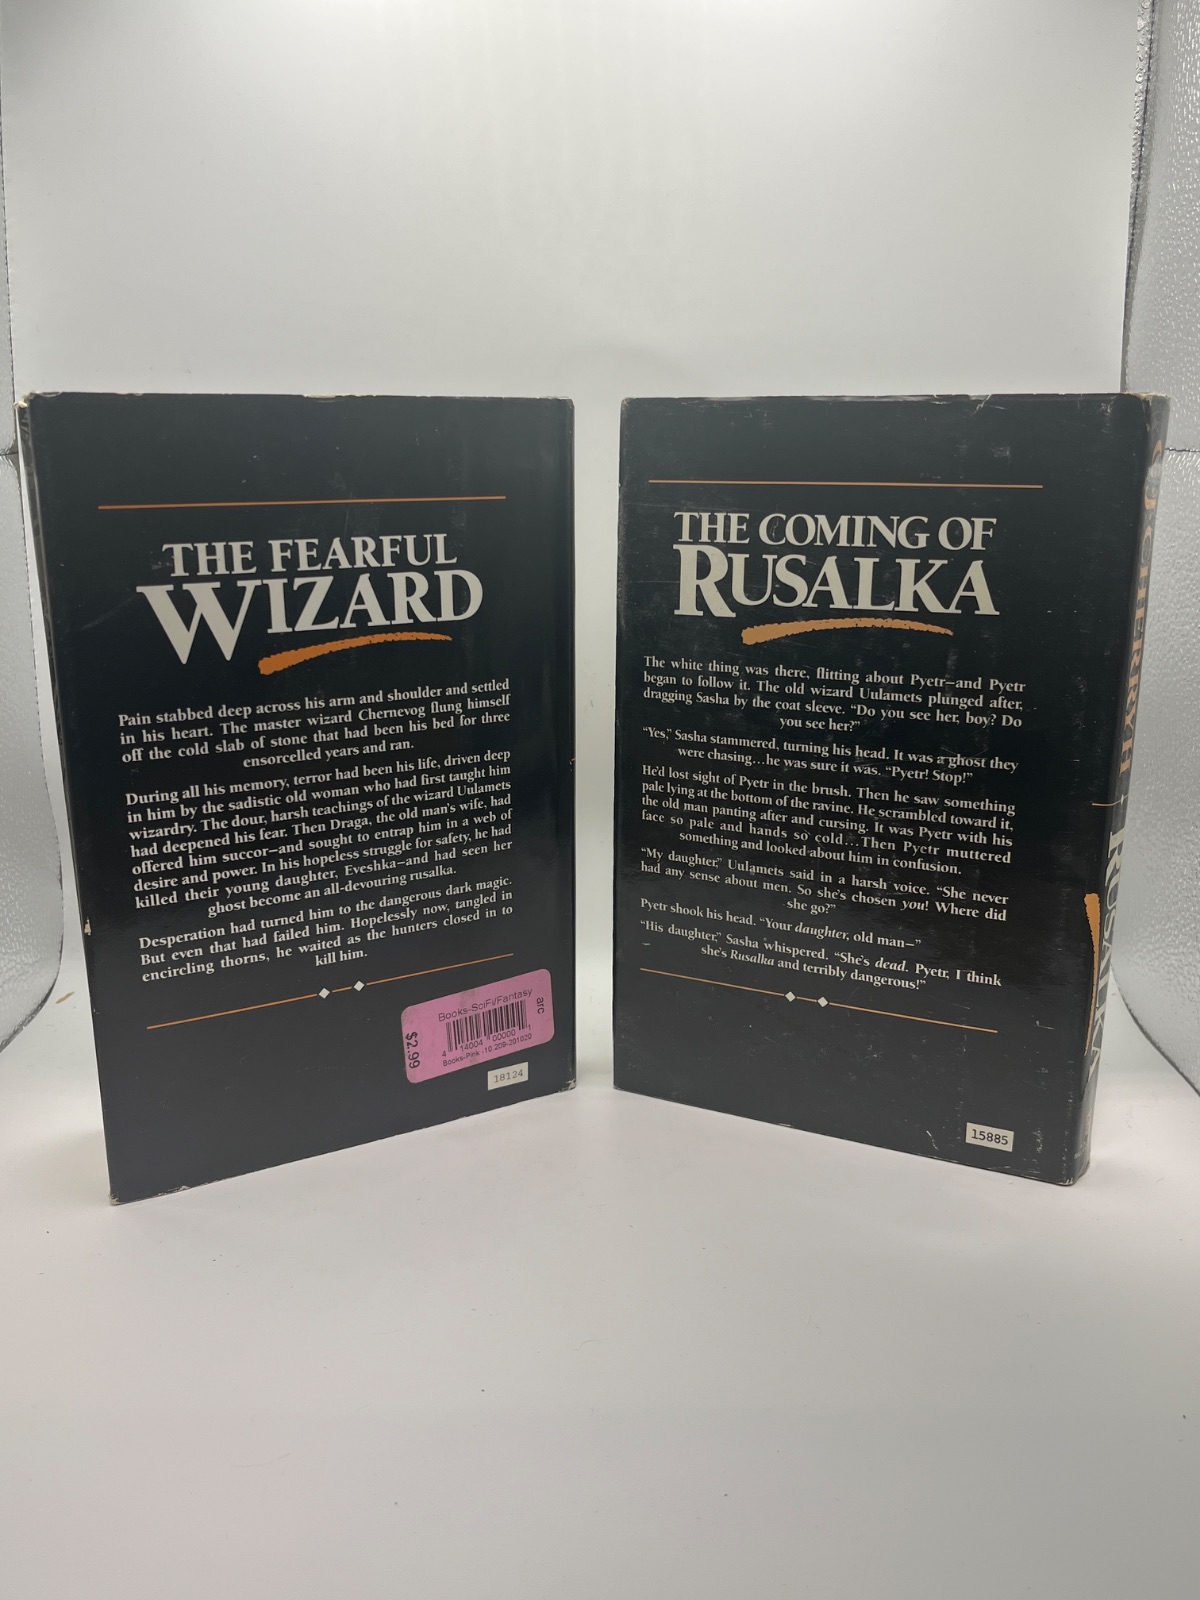 THE FEARFUL
WIZARD
Pain stabbed deep across his arm and shoulder and settled
in his heart. The master wizard Chernevog flung himself
off the cold slab of stone that had been his bed for three
ensorcelled years and ran.
During all his memory, terror had been his life, driven deep
in him by the sadistic old woman who had first taught him
wizardry. The dour, harsh teachings of the wizard Uulamets
had deepened his fear. Then Draga, the old man's wife, had
offered him succor—and sought to entrap him in a web of
desire and power. In his hopeless struggle for safety, he had
killed their young daughter, Eveshka—and had seen her
ghost become an all-devouring rusalka.
Desperation had turned him to the dangerous dark magic.
But even that had failed him. Hopelessly now, tangled in
encircling thorns, he waited as the hunters closed in to
kill him.
Books-SciFi/Fantasy
arc
$2.99
4 14004 00000 1
Books-Pink :10.209-201020
18124
THE COMING OF
RUSALKA
The white thing was there, flitting about Pyetr—and Pyetr
began to follow it. The old wizard Uulamets plunged after,
dragging Sasha by the coat sleeve. “Do you see her, boy? Do
you see her?”
“Yes,” Sasha stammered, turning his head. It was a ghost they
were chasing...he was sure it was. “Pyetr! Stop!”
He'd lost sight of Pyetr in the brush. Then he saw something
pale lying at the bottom of the ravine. He scrambled toward it,
the old man panting after and cursing. It was Pyetr with his
face so pale and hands so cold...Then Pyetr muttered
something and looked about him in confusion.
“My daughter,” Uulamets said in a harsh voice. “She never
had any sense about men. So she's chosen you! Where did
she go?”
Pyetr shook his head. “Your daughter, old man—”
“His daughter,” Sasha whispered. “She's dead. Pyetr, I think
she's Rusalka and terribly dangerous!”
15885
CHERRYH
RUSALKA